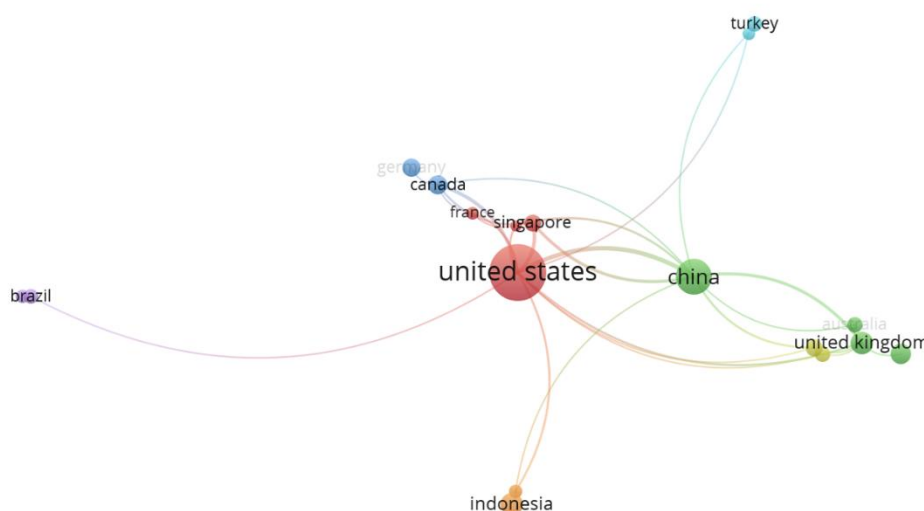 turkey
germany
canada
france
singapore
united states
china
brazil
australia
united kingdom
indonesia